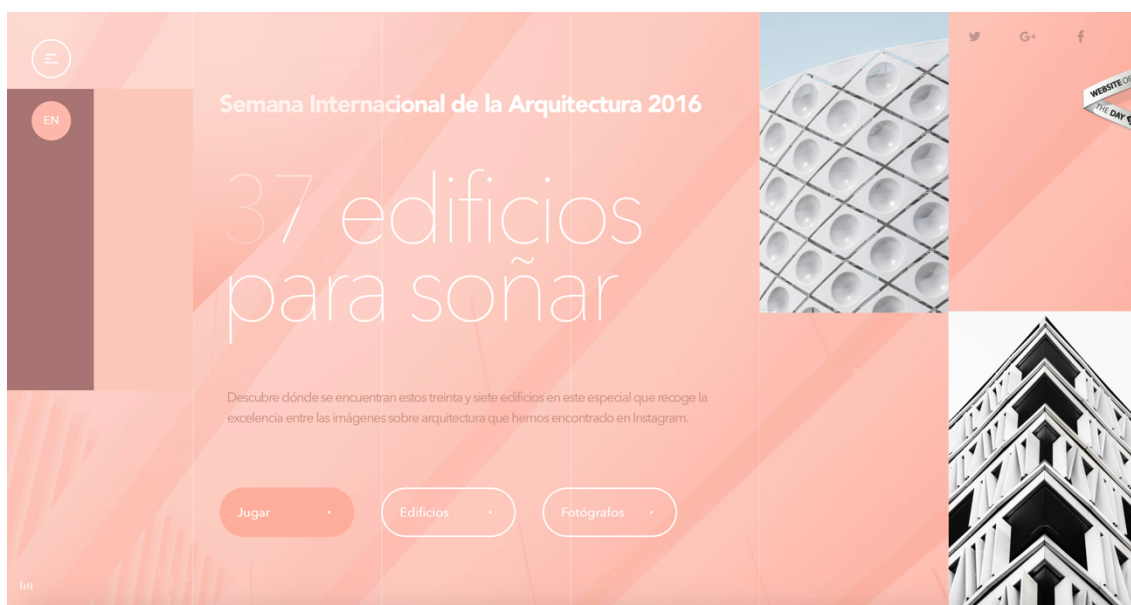 EN
Semana Internacional de la Arquitectura 2016
37 edificios
para soñar
Descubre dónde se encuentran estos treinta y siete edificios en este especial que recoge la
excelencia entre las imágenes sobre arquitectura que hemos encontrado en Instagram.
Jugar
Edificios
Fotógrafos
G+
WEBSITE OF
THE DAY